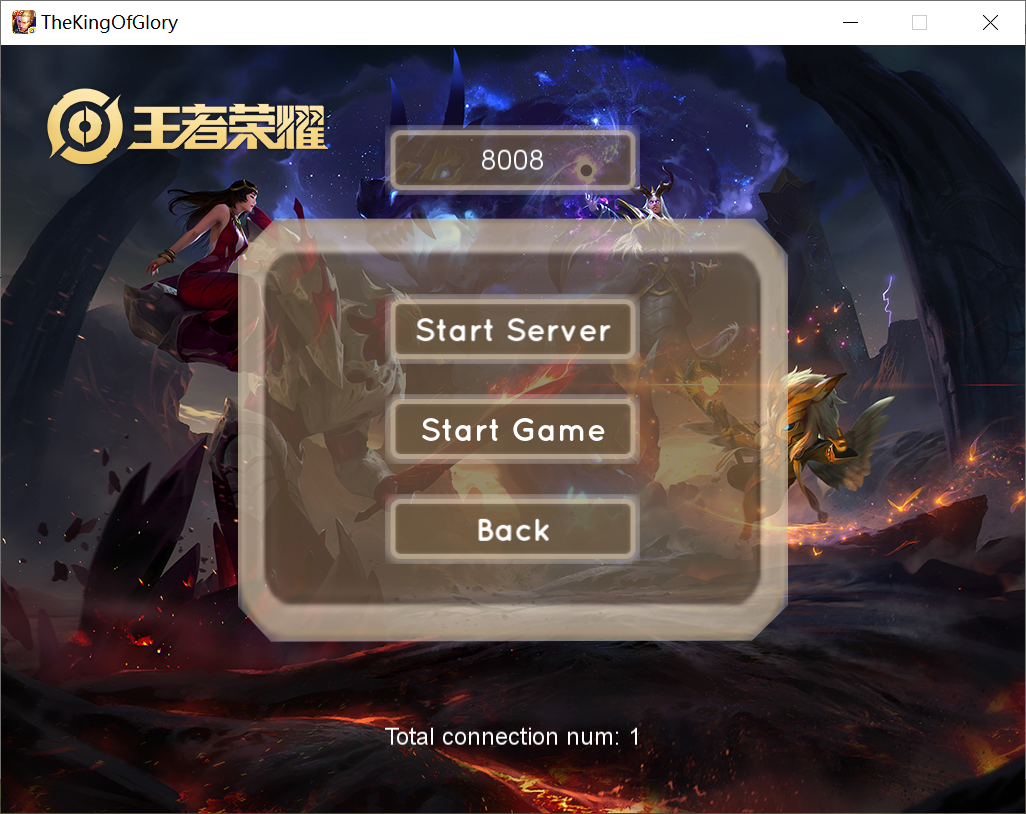 TheKingOfGlory
王者荣耀
8008
Start Server
Start Game
Back
Total connection num: 1